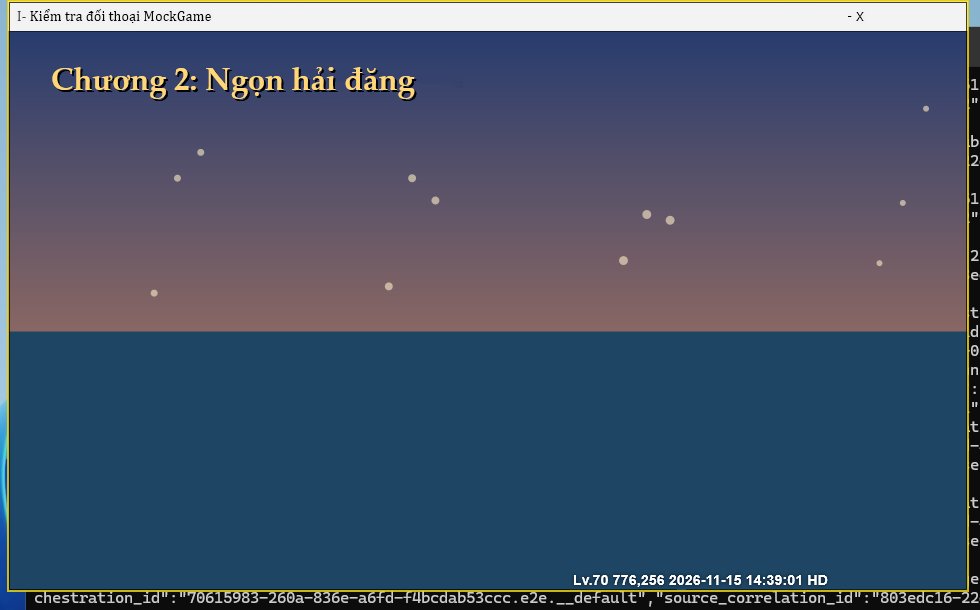 I- Kiểm tra đối thoại MockGame
- X
Chương 2: Ngọn hải đăng
Lv.70 776,256 2026-11-15 14:39:01 HD
chestration_id":"70615983-260a-836e-a6fd-f4bcdab53ccc.e2e.__default","source_correlation_id":"803edc16-2